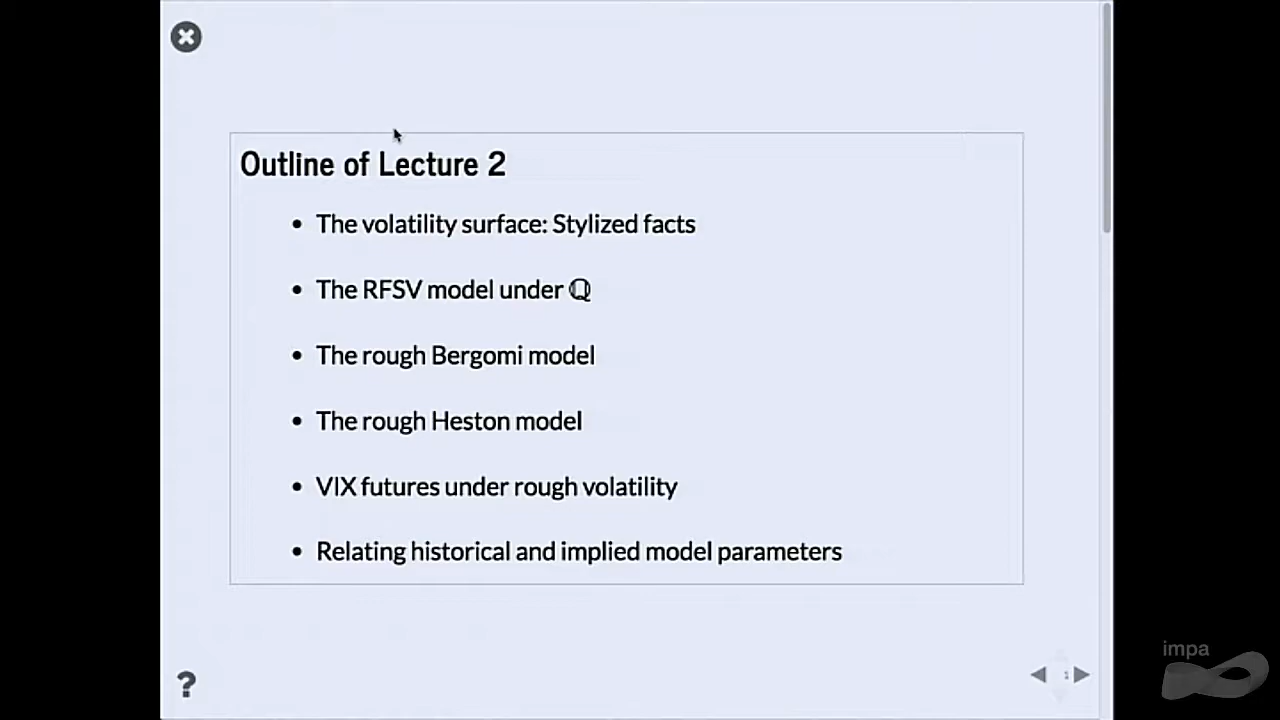 Outline of Lecture 2
• The volatility surface: Stylized facts
• The RFSV model under ℚ
• The rough Bergomi model
• The rough Heston model
• VIX futures under rough volatility
• Relating historical and implied model parameters
?
1
impa